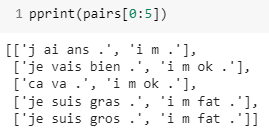 1 pprint(pairs[0:5])
[['j ai ans .', 'i m .'],
['je vais bien .', 'i m ok .'],
['ca va .', 'i m ok .'],
['je suis gras .', 'i m fat .'],
['je suis gros .', 'i m fat .']]